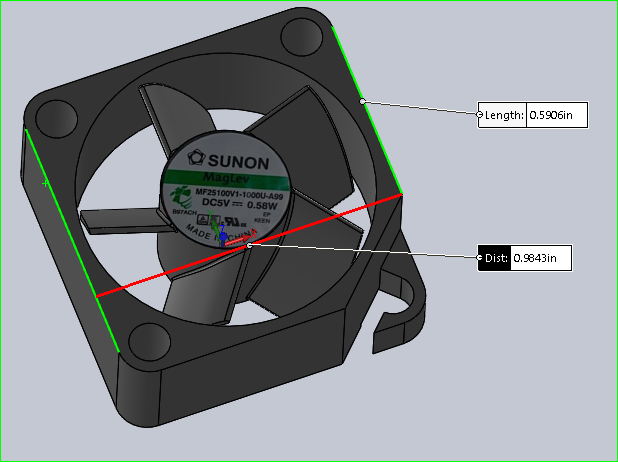 SUNON
MagLev
MF25100V1-1000U-A99
DC5V 0.58W
EP
KEEN
MADE IN CHINA
Length: 0.5906in
Dist: 0.9843in